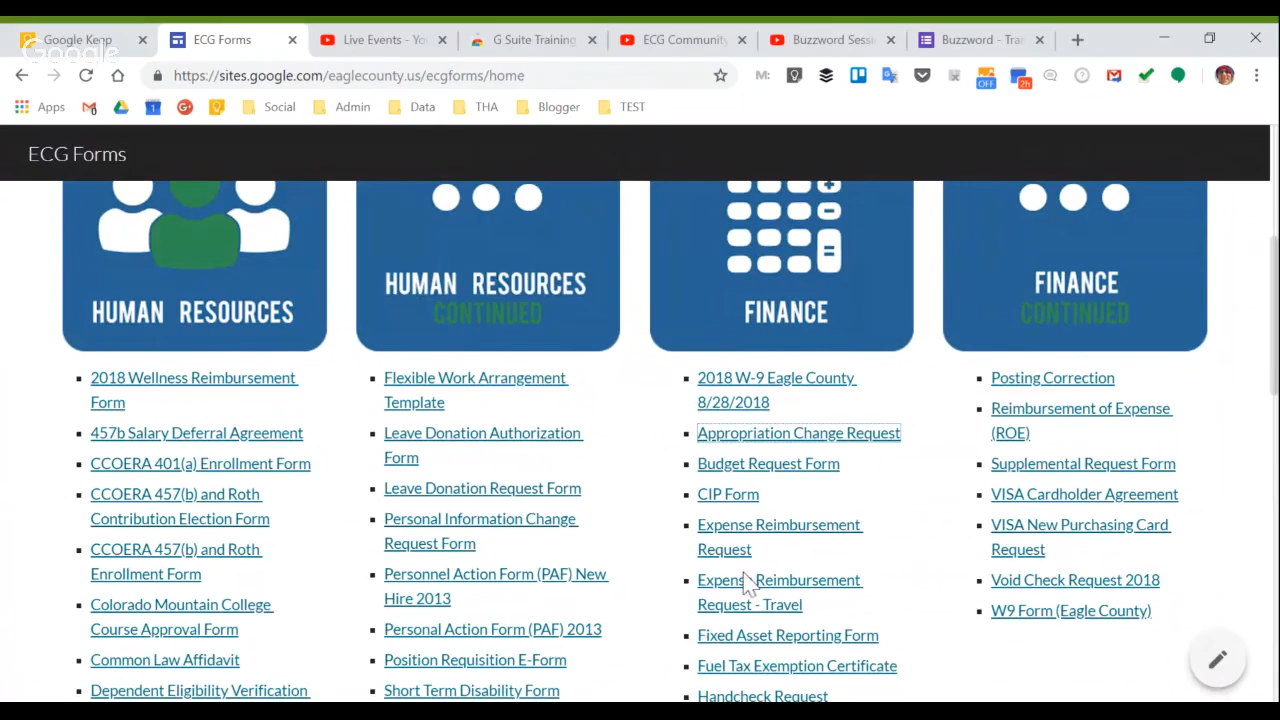 Google Keep
ECG Forms
Live Events - Yo
G Suite Training
ECG Community
Buzzword Sessi
Buzzword - Trai
Google
https://sites.google.com/eaglecounty.us/ecgforms/home
M:
OFF
2h
Apps
0
1
Social
Admin
Data
THA
Blogger
TEST
ECG Forms
HUMAN RESOURCES
HUMAN RESOURCES
CONTINUED
FINANCE
FINANCE
CONTINUED
2018 Wellness Reimbursement
Form
457b Salary Deferral Agreement
CCOERA 401(a) Enrollment Form
CCOERA 457(b) and Roth
Contribution Election Form
CCOERA 457(b) and Roth
Enrollment Form
Colorado Mountain College
Course Approval Form
Common Law Affidavit
Dependent Eligibility Verification
Flexible Work Arrangement
Template
Leave Donation Authorization
Form
Leave Donation Request Form
Personal Information Change
Request Form
Personnel Action Form (PAF) New
Hire 2013
Personal Action Form (PAF) 2013
Position Requisition E-Form
Short Term Disability Form
2018 W-9 Eagle County
8/28/2018
Appropriation Change Request
Budget Request Form
CIP Form
Expense Reimbursement
Request
Expense Reimbursement
Request - Travel
Fixed Asset Reporting Form
Fuel Tax Exemption Certificate
Handcheck Request
Posting Correction
Reimbursement of Expense
(ROE)
Supplemental Request Form
VISA Cardholder Agreement
VISA New Purchasing Card
Request
Void Check Request 2018
W9 Form (Eagle County)